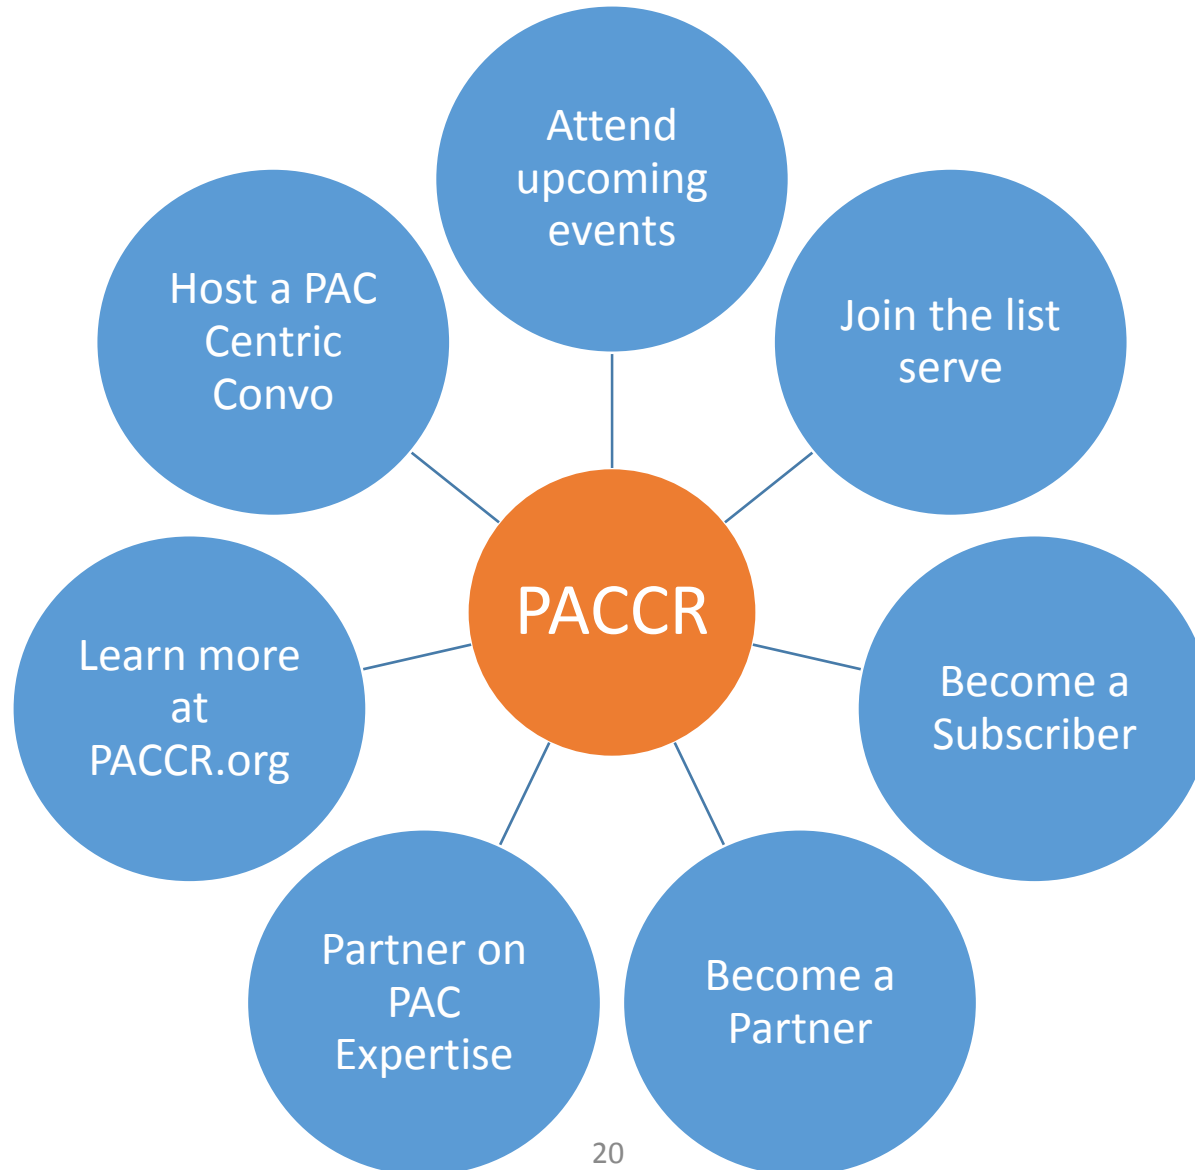 Attend
upcoming
events
Join the list
serve
Become a
Subscriber
Become a
Partner
Partner on
PAC
Expertise
Learn more
at
PACCR.org
Host a PAC
Centric
Convo
PACCR
20